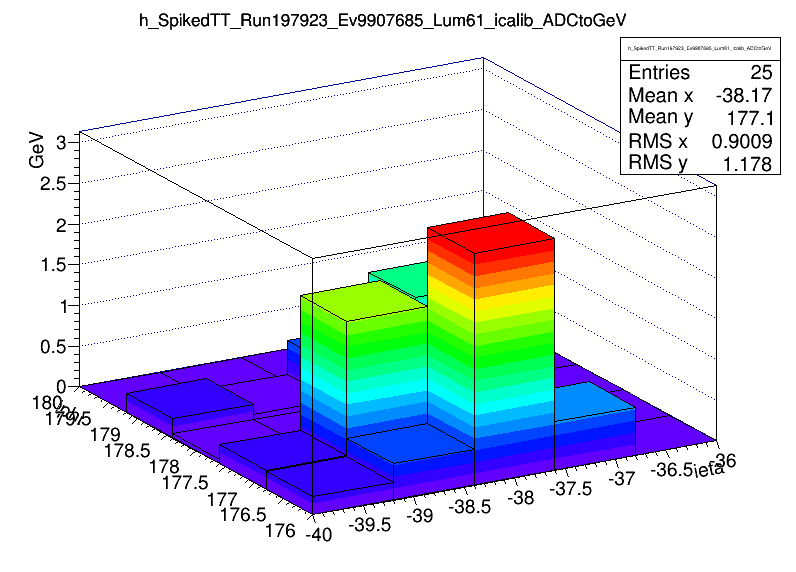 h_SpikedTT_Run197923_Ev9907685_Lum61_icalib_ADCtoGeV
h_SpikedTT_Run197923_Ev9907685_Lum61_icalib_ADCtoGeV
Entries 25
Mean x -38.17
Mean y 177.1
RMS x 0.9009
RMS y 1.178
GeV
3
2.5
2
1.5
1
0.5
0
180
179.5
179
178.5
178
177.5
177
176.5
176
-40
-39.5
-39
-38.5
-38
-37.5
-37
-36.5
-36
ieta